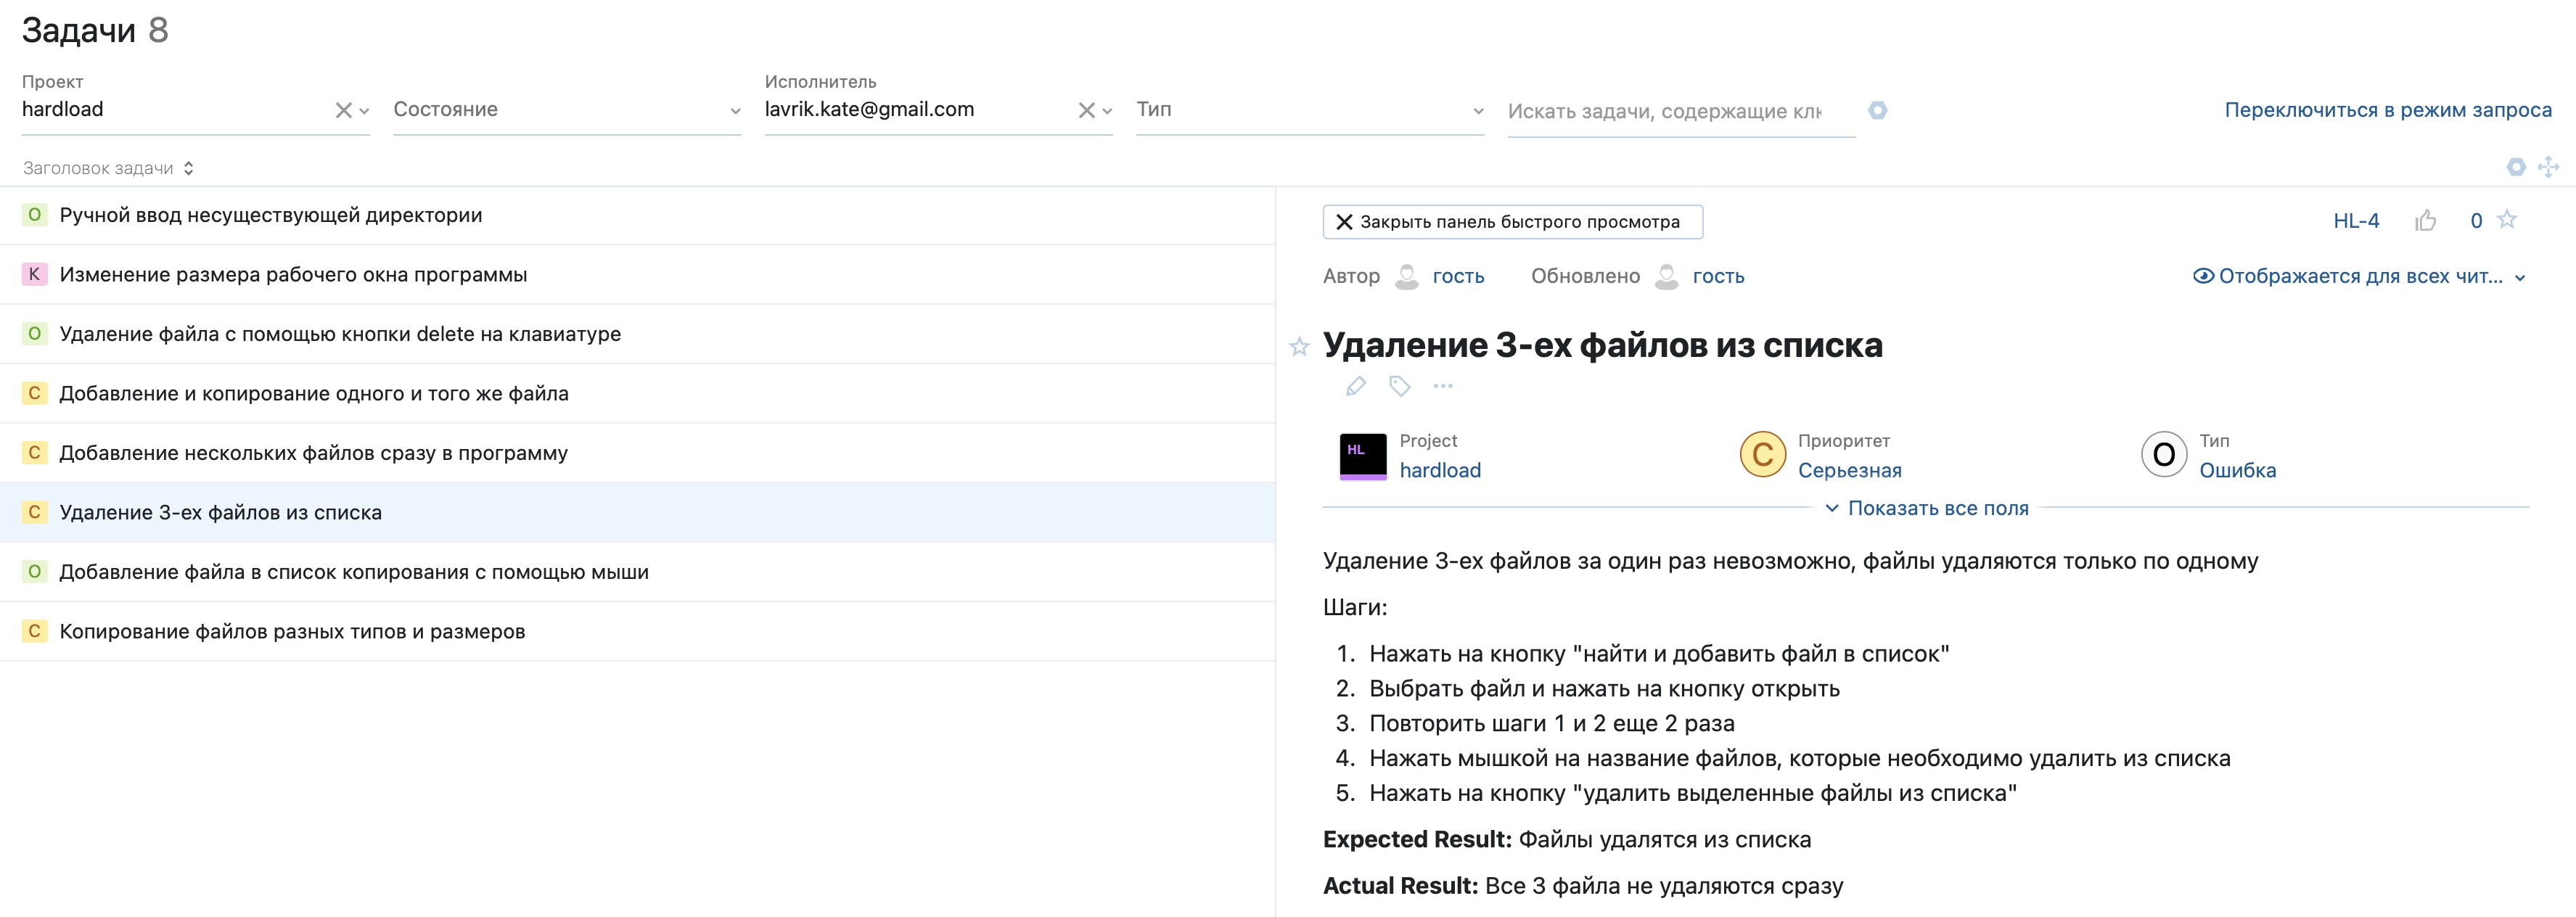 Задачи 8
Проект
hardload
Состояние
Исполнитель
lavrik.kate@gmail.com
Тип
Искать задачи, содержащие клю
Переключиться в режим запроса
Заголовок задачи
О Ручной ввод несуществующей директории
К Изменение размера рабочего окна программы
О Удаление файла с помощью кнопки delete на клавиатуре
С Добавление и копирование одного и того же файла
С Добавление нескольких файлов сразу в программу
С Удаление 3-ех файлов из списка
О Добавление файла в список копирования с помощью мыши
С Копирование файлов разных типов и размеров
Закрыть панель быстрого просмотра
HL-4 0
Автор гость Обновлено гость
Отображается для всех чит...
Удаление 3-ех файлов из списка
HL
Project
hardload
С
Приоритет
Серьезная
О
Тип
Ошибка
Показать все поля
Удаление 3-ех файлов за один раз невозможно, файлы удаляются только по одному
Шаги:
1. Нажать на кнопку "найти и добавить файл в список"
2. Выбрать файл и нажать на кнопку открыть
3. Повторить шаги 1 и 2 еще 2 раза
4. Нажать мышкой на название файлов, которые необходимо удалить из списка
5. Нажать на кнопку "удалить выделенные файлы из списка"
Expected Result: Файлы удалятся из списка
Actual Result: Все 3 файла не удаляются сразу